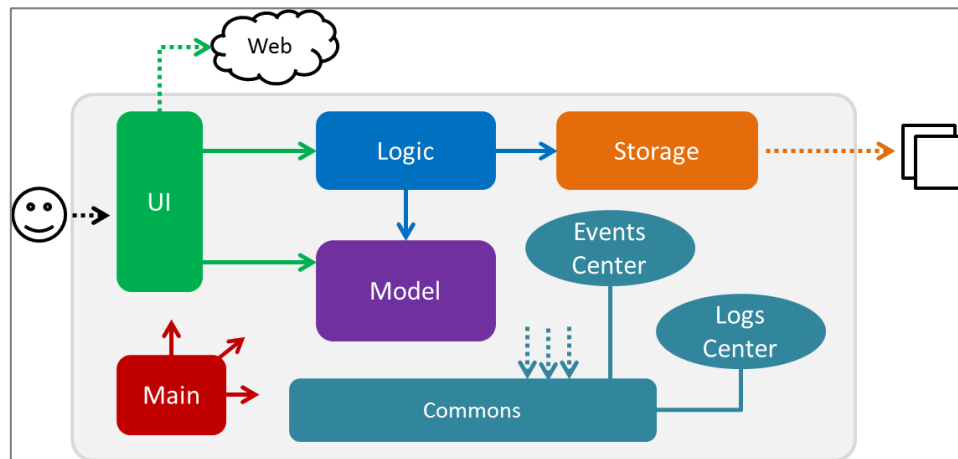 Web
UI
Logic
Storage
Model
Events
Center
Logs
Center
Main
Commons